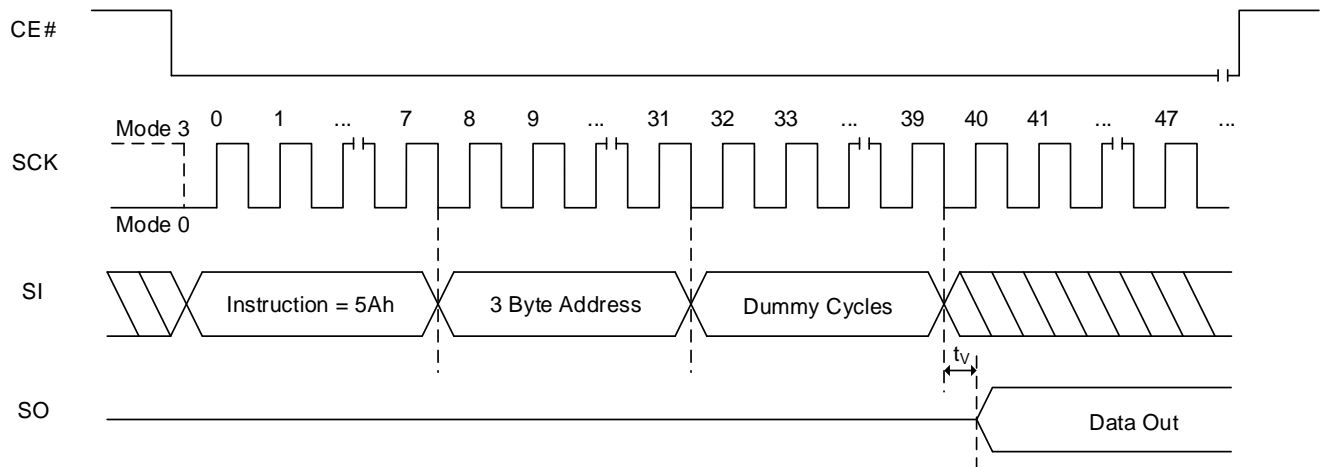 CE#
0 1 ... 7 8 9 ... 31 32 33 ... 39 40 41 ... 47 ...
Mode 3
SCK
Mode 0
SI
Instruction = 5Ah 3 Byte Address Dummy Cycles
tV
SO
Data Out